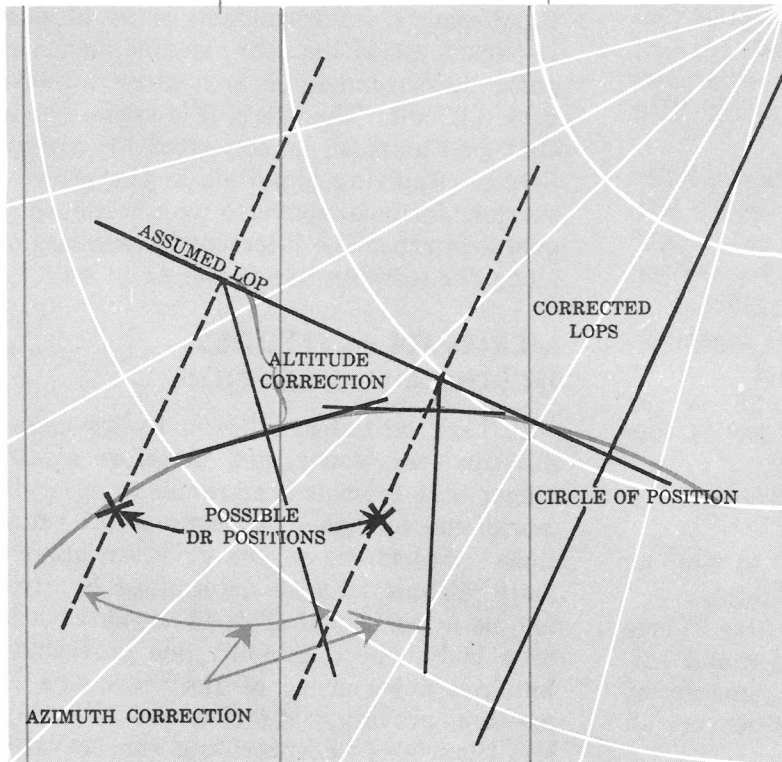 ASSUMED LOP
CORRECTED
LOPS
ALTITUDE
CORRECTION
CIRCLE OF POSITION
POSSIBLE
DR POSITIONS
AZIMUTH CORRECTION